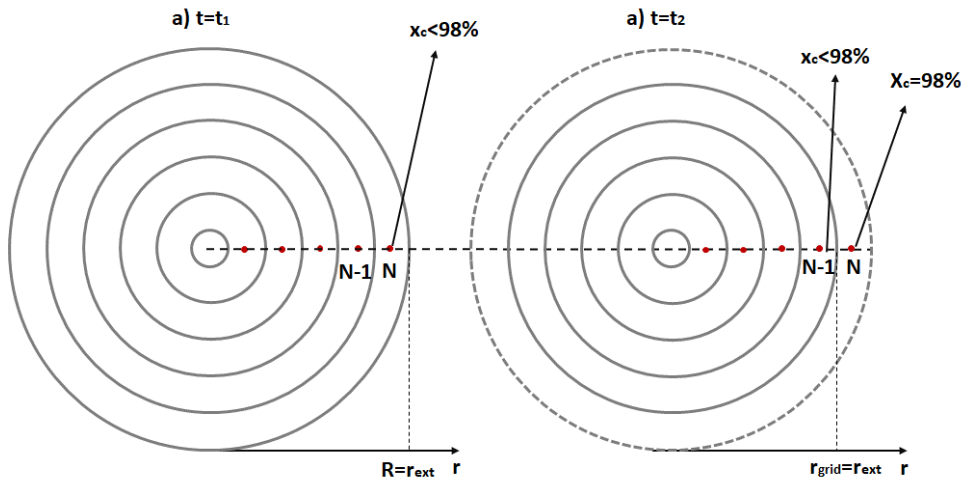 a) t=t₁
a) t=t₂
xc<98%
xc<98%
Xc=98%
N-1 N
N-1 N
R=rext r
rgrid=rext r